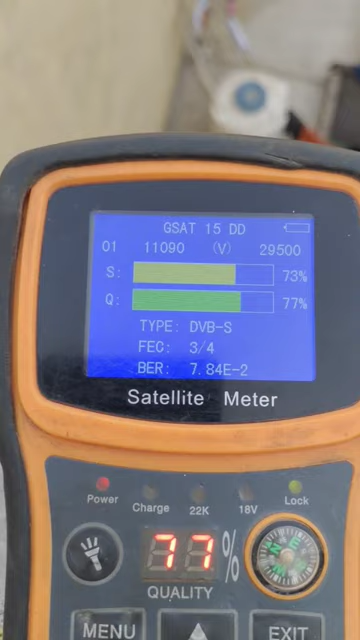 GSAT 15 DD
01 11090 (V) 29500
S: 73%
Q: 77%
TYPE: DVB-S
FEC: 3/4
BER: 7.84E-2
Satellite Meter
Power Charge 22K 18V Lock
77%
QUALITY
MENU EXIT